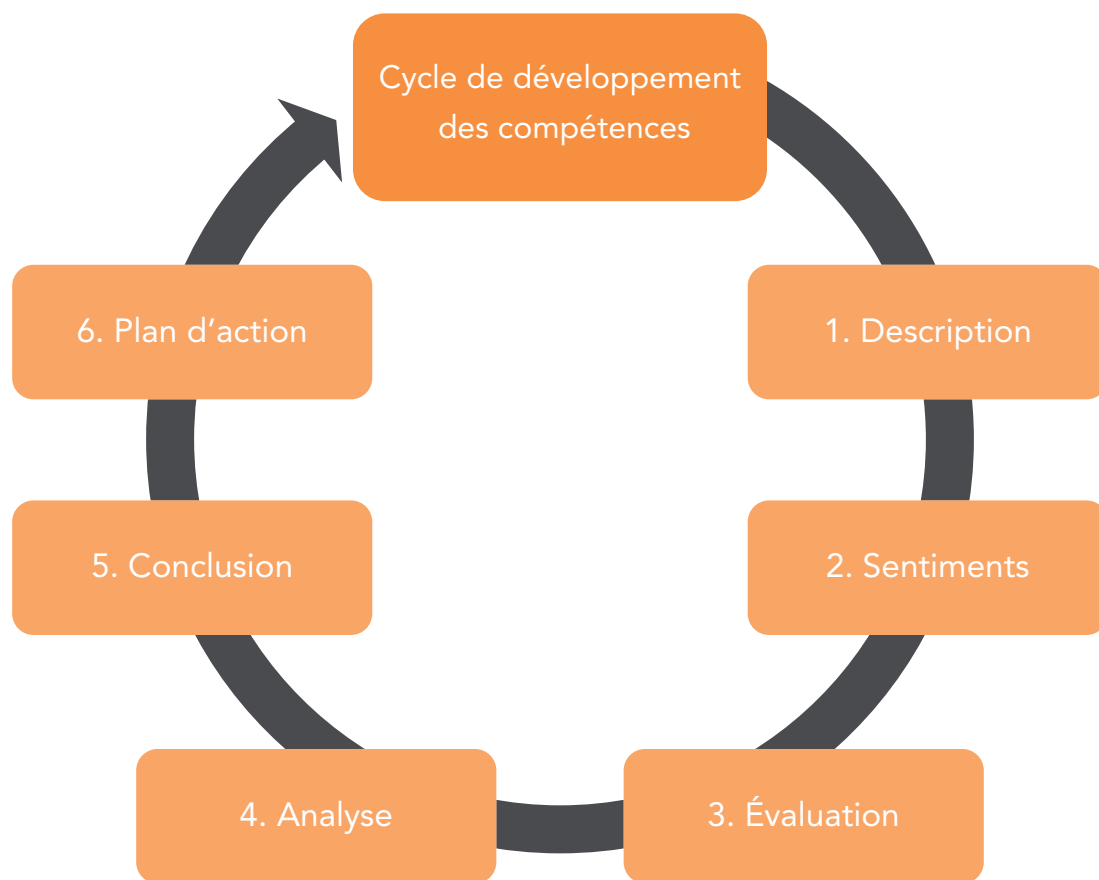 Cycle de développement
des compétences
1. Description
2. Sentiments
3. Évaluation
4. Analyse
5. Conclusion
6. Plan d’action